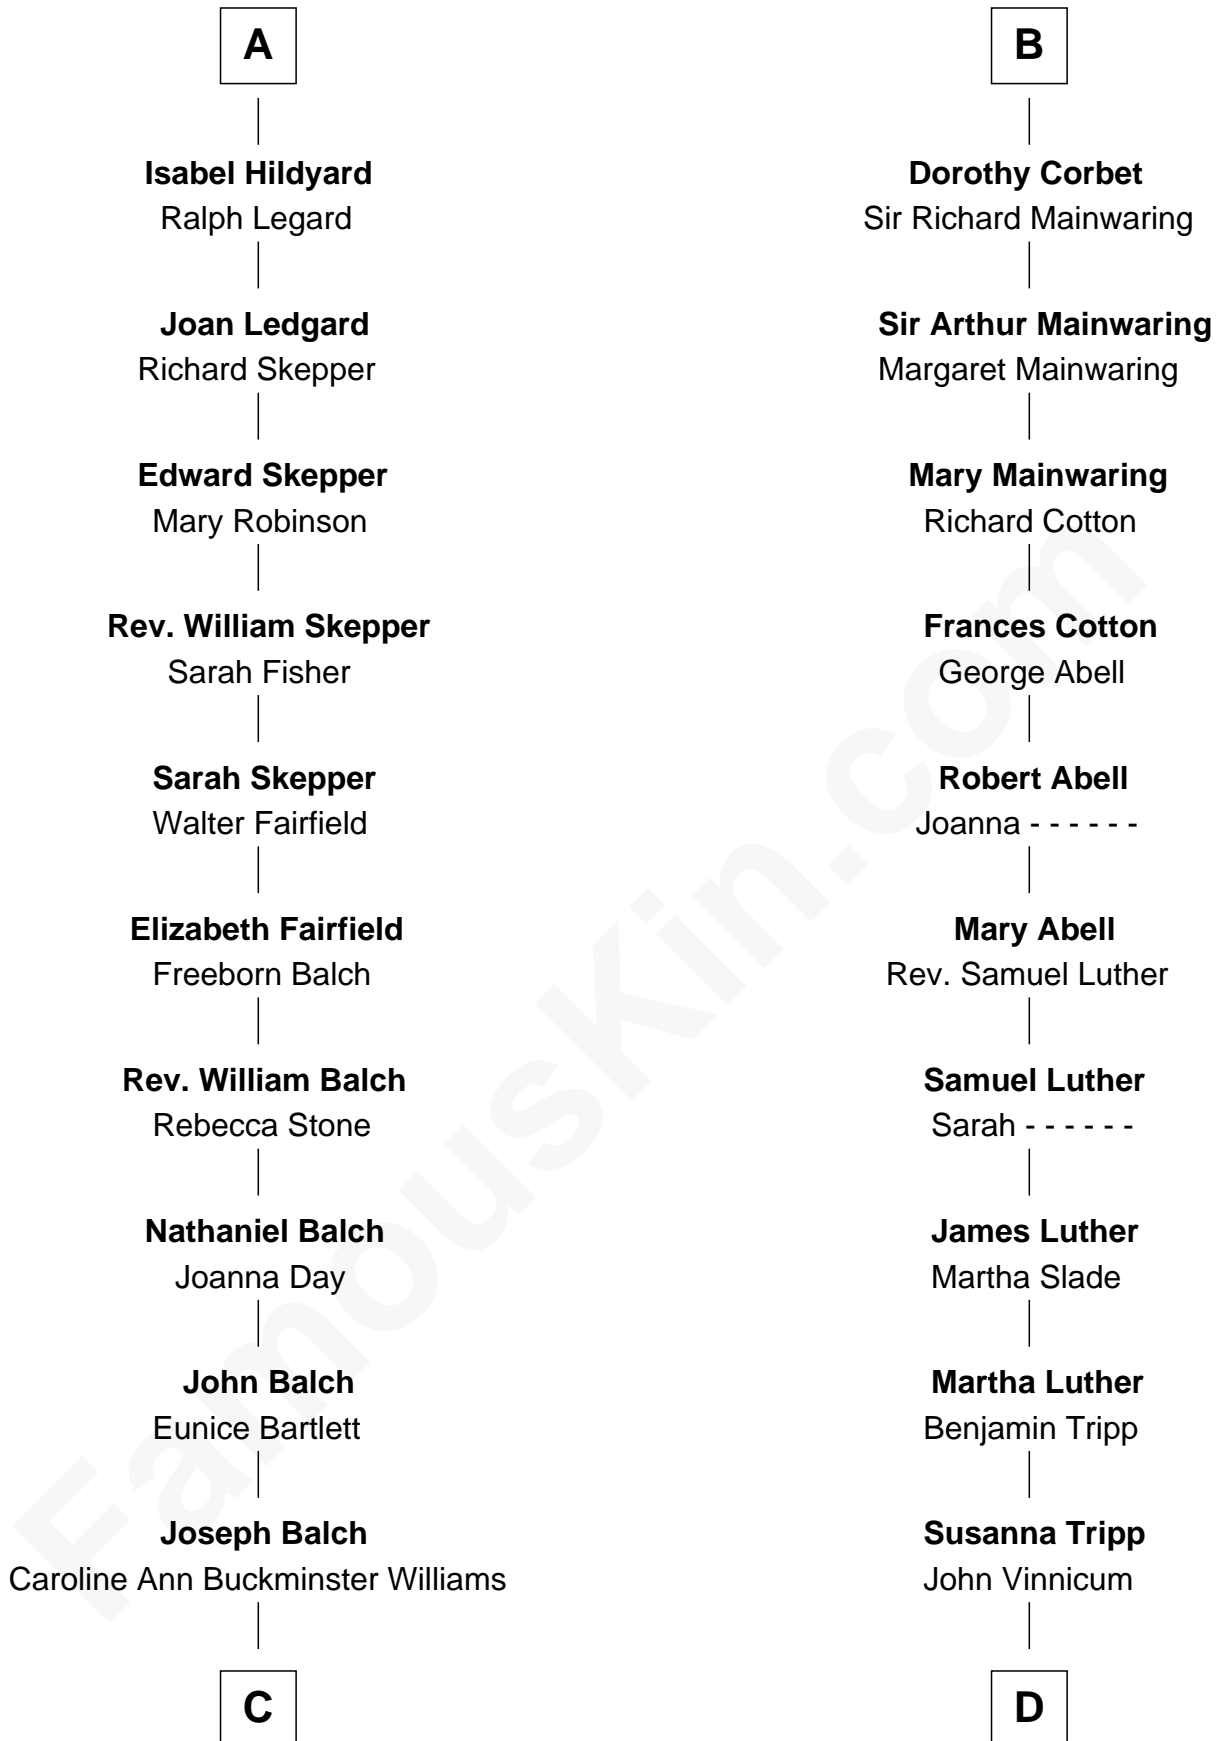 A
Isabel Hildyard
Ralph Legard
Joan Ledgard
Richard Skepper
Edward Skepper
Mary Robinson
Rev. William Skepper
Sarah Fisher
Sarah Skepper
Walter Fairfield
Elizabeth Fairfield
Freeborn Balch
Rev. William Balch
Rebecca Stone
Nathaniel Balch
Joanna Day
John Balch
Eunice Bartlett
Joseph Balch
Caroline Ann Buckminster Williams
C
B
Dorothy Corbet
Sir Richard Mainwaring
Sir Arthur Mainwaring
Margaret Mainwaring
Mary Mainwaring
Richard Cotton
Frances Cotton
George Abell
Robert Abell
Joanna - - - - - -
Mary Abell
Rev. Samuel Luther
Samuel Luther
Sarah - - - - - -
James Luther
Martha Slade
Martha Luther
Benjamin Tripp
Susanna Tripp
John Vinnicum
D
FamousKin.com